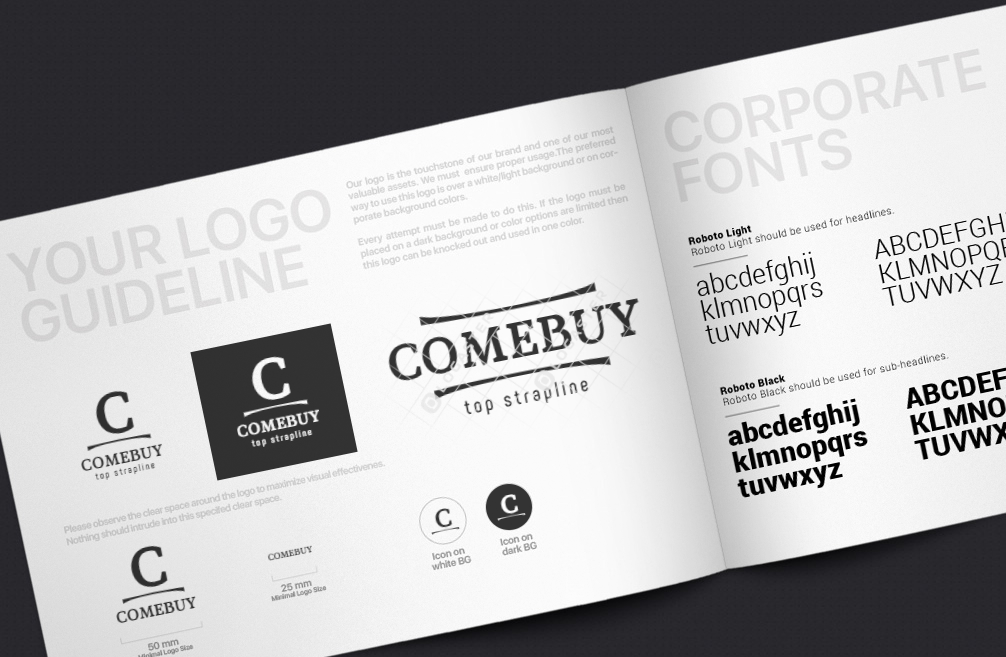 YOUR LOGO
GUIDELINE
Our logo is the touchstone of our brand and one of our most
valuable assets. We must ensure proper usage.The preferred
way to use this logo is over a white/light background or on cor-
porate background colors.
Every attempt must be made to do this. If the logo must be
placed on a dark background or color options are limited then
this logo can be knocked out and used in one color.
C
COMEBUY
top strapline
C
COMEBUY
top strapline
COMEBUY
top strapline
Please observe the clear space around the logo to maximize visual effectivenes.
Nothing should intrude into this specifed clear space.
C
COMEBUY
50 mm
Minimal Logo Size
COMEBUY
25 mm
Minimal Logo Size
C
Icon on
white BG
C
Icon on
dark BG
CORPORATE
FONTS
Roboto Light
Roboto Light should be used for headlines.
abcdefghij
klmnopqrs
tuvwxyz
ABCDEFGH
KLMNOPQ
TUVWXYZ
Roboto Black
Roboto Black should be used for sub-headlines.
abcdefghij
klmnopqrs
tuvwxyz
ABCDEF
KLMNO
TUVWX